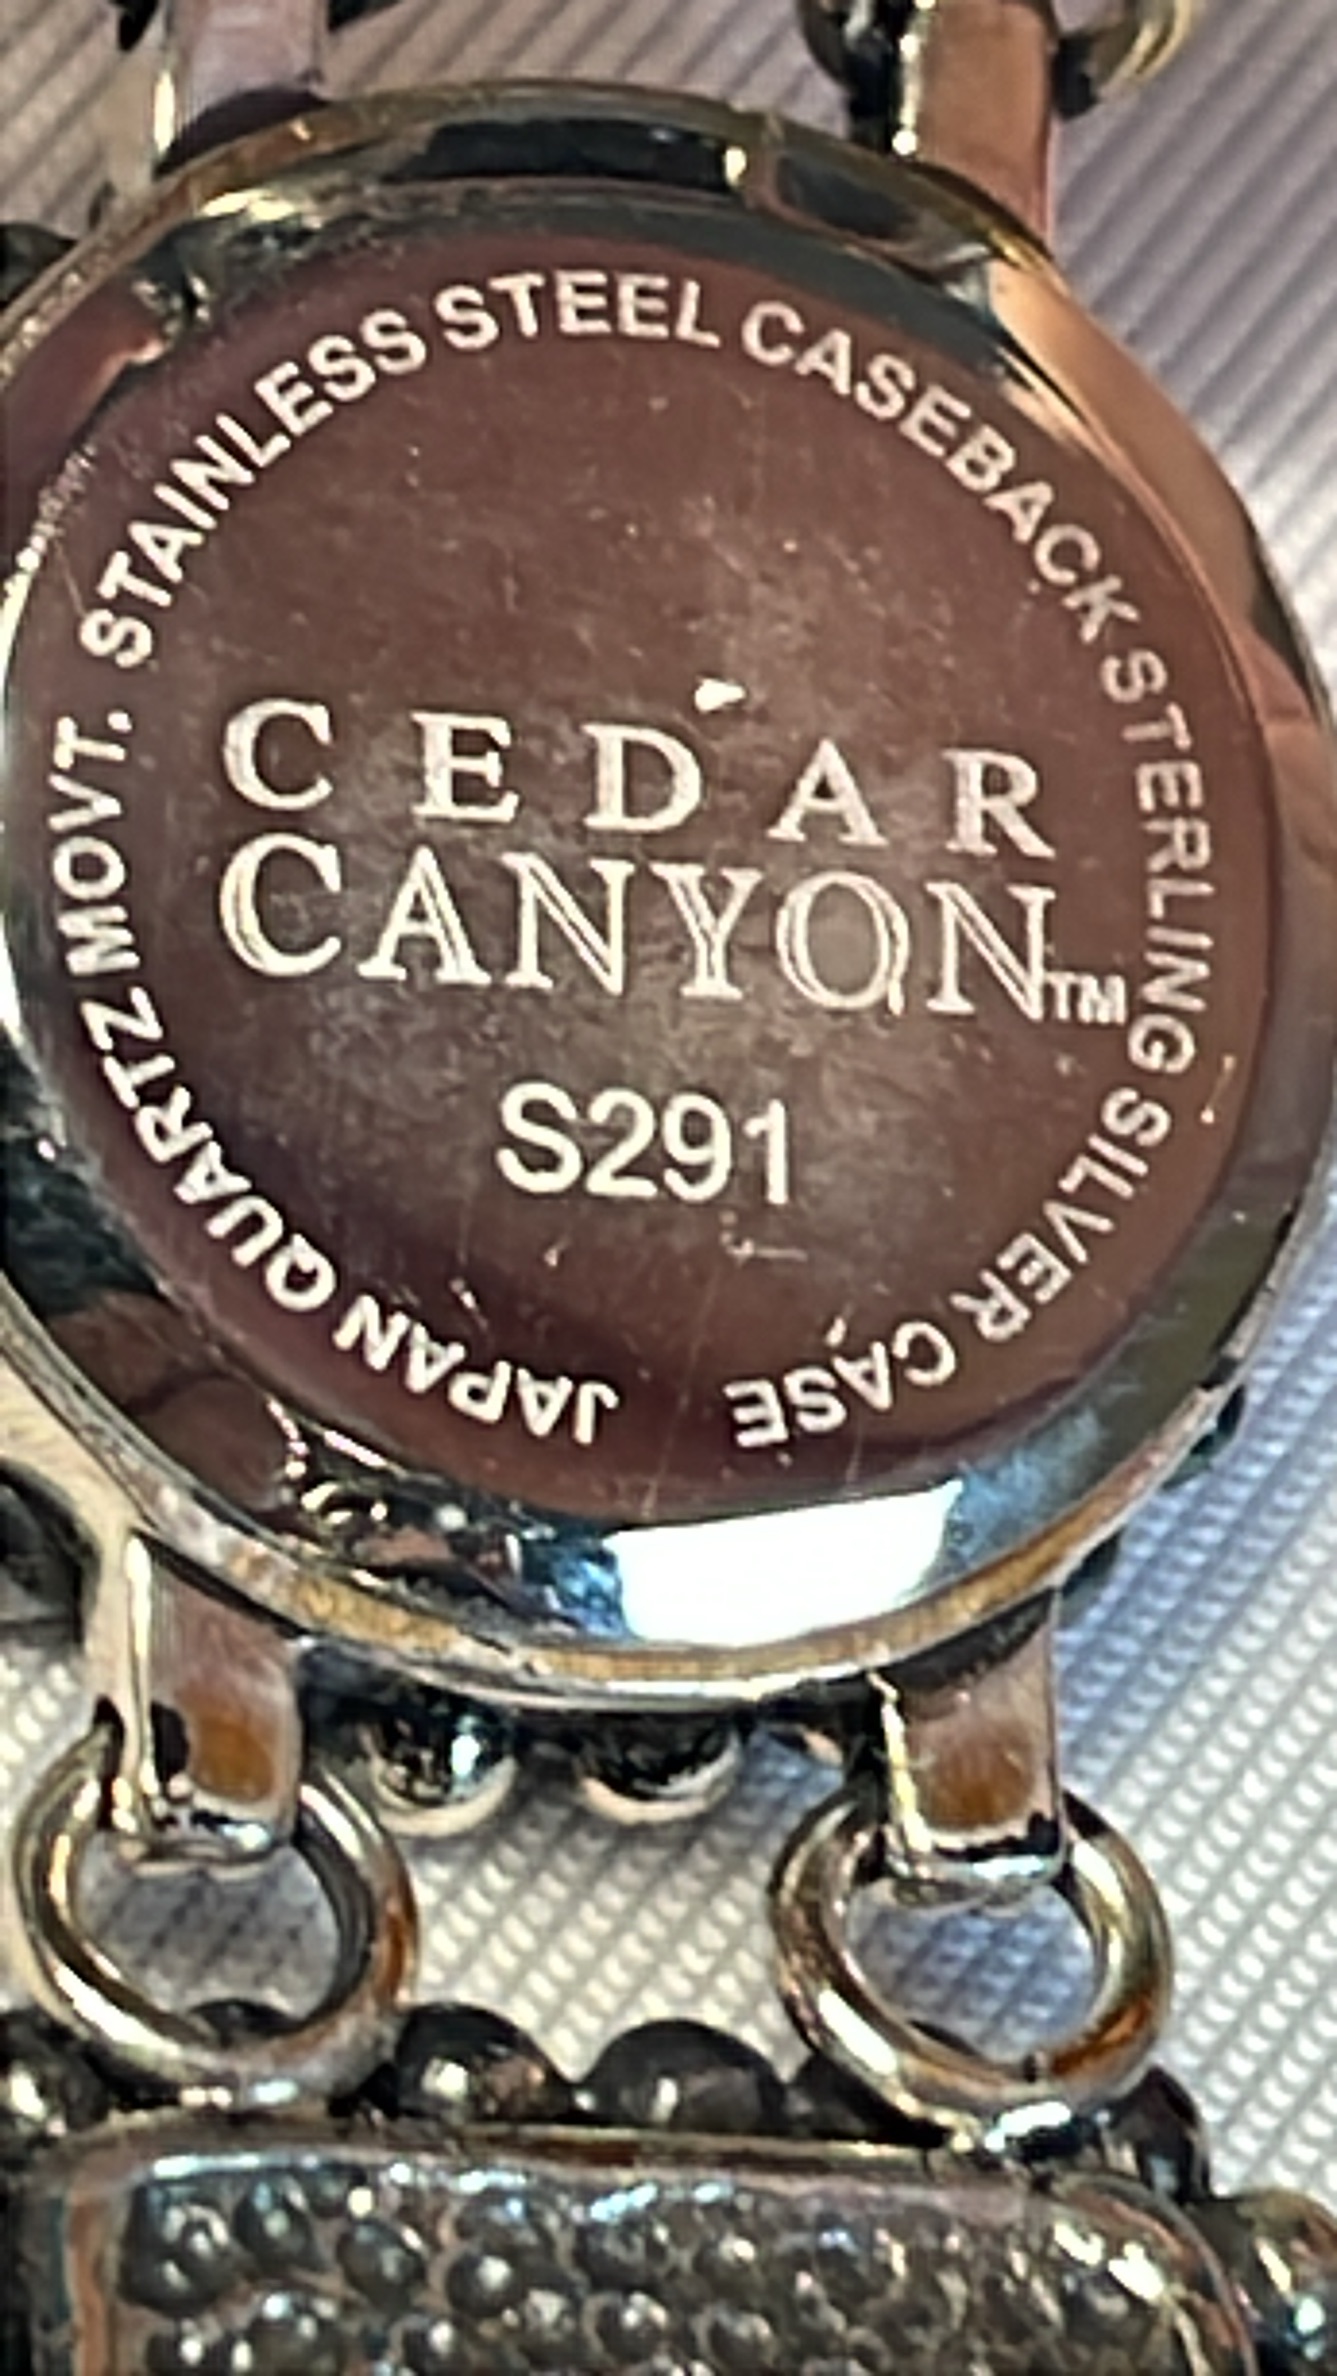 CEDAR
CANYON™
S291
JAPAN QUARTZ MOVT. STAINLESS STEEL CASEBACK STERLING SILVER CASE